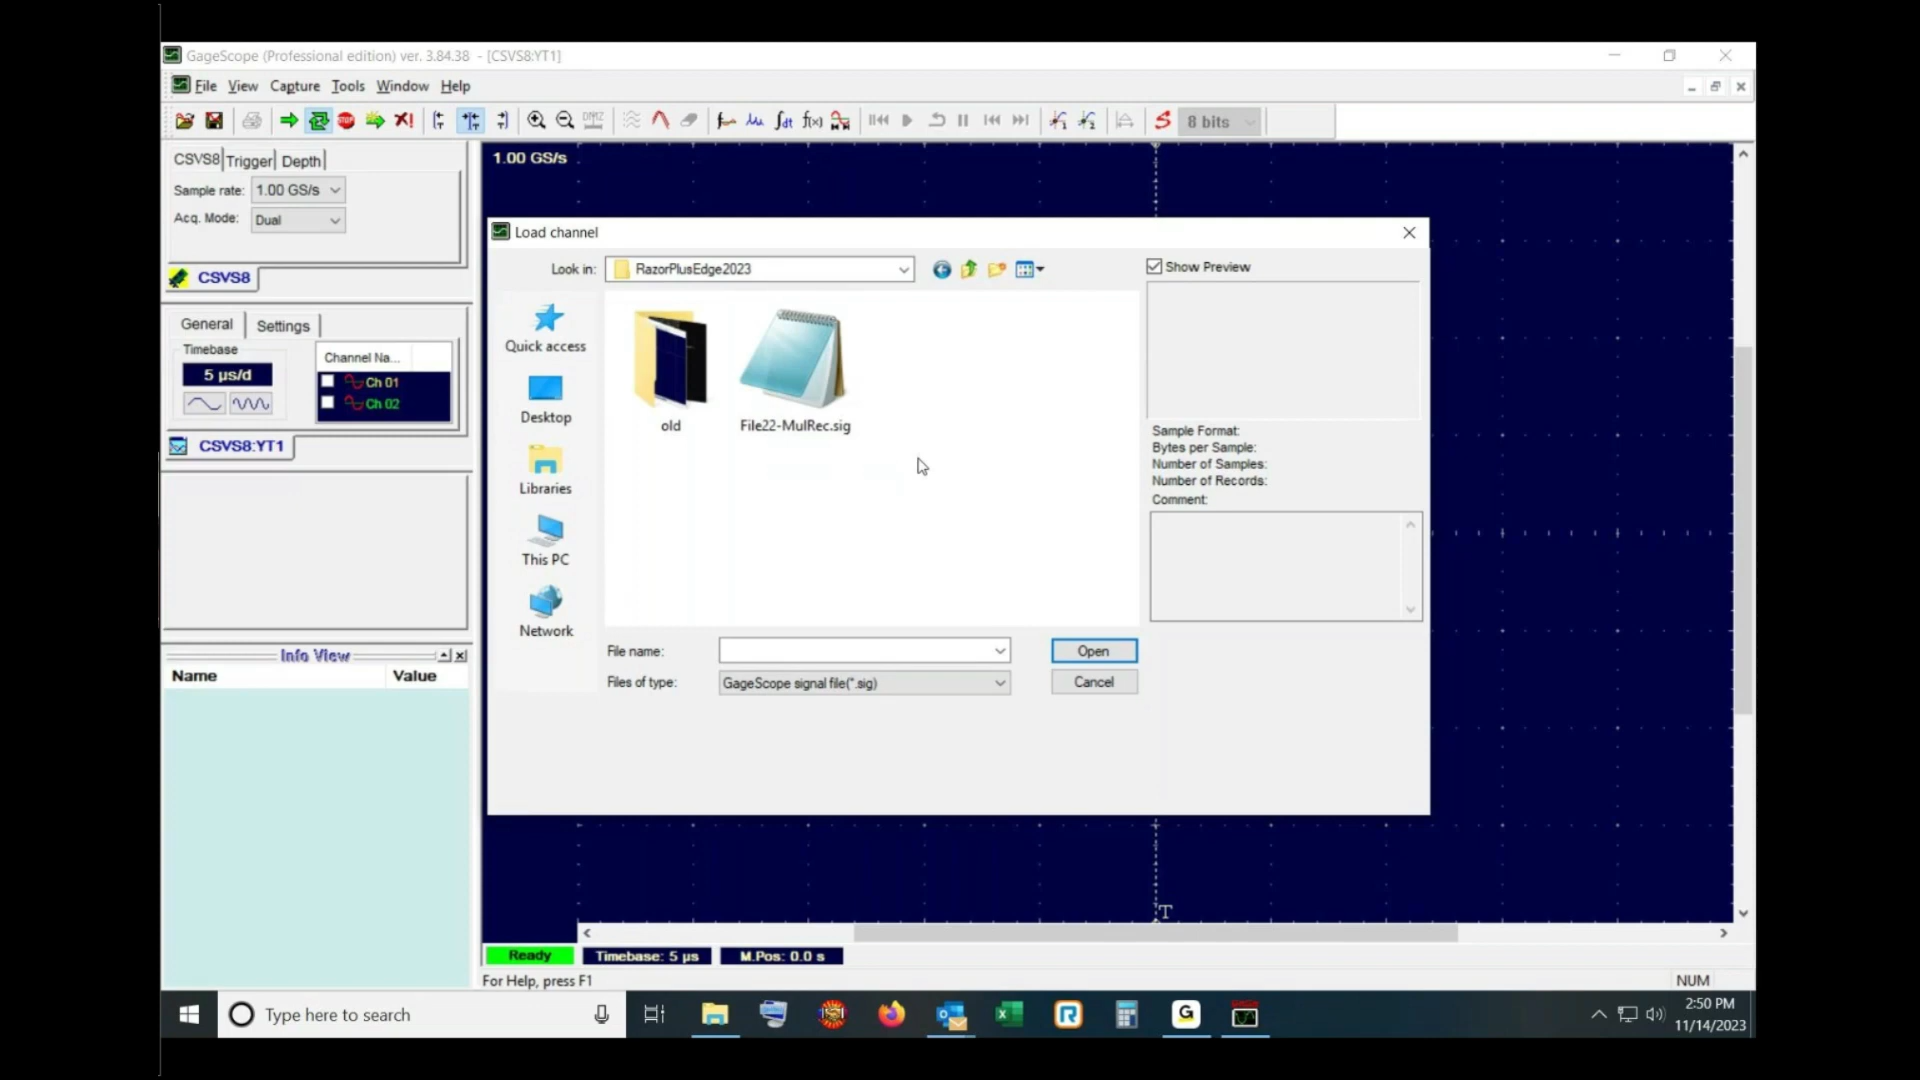 GageScope (Professional edition) ver. 3.84.38 - [CSVS8:YT1]
File View Capture Tools Window Help
8 bits
CSVS8 Trigger Depth
Sample rate: 1.00 GS/s
Acq. Mode: Dual
CSVS8
General Settings
Timebase
5 µs/d
Channel Na...
Ch 01
Ch 02
CSVS8:YT1
Info View
Name Value
1.00 GS/s
Load channel
Look in: RazorPlusEdge2023
Show Preview
Quick access
Desktop
Libraries
This PC
Network
old
File22-MulRec.sig
Sample Format:
Bytes per Sample:
Number of Samples:
Number of Records:
Comment:
File name:
Open
Files of type: GageScope signal file(*.sig)
Cancel
T
Ready Timebase: 5 µs M.Pos: 0.0 s
For Help, press F1
NUM
Type here to search
2:50 PM
11/14/2023